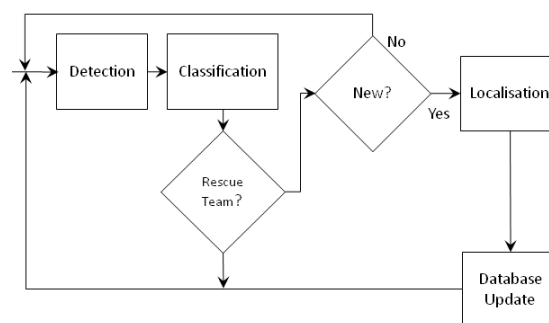 No
Detection
Classification
New?
Localisation
Yes
Rescue
Team?
Database
Update